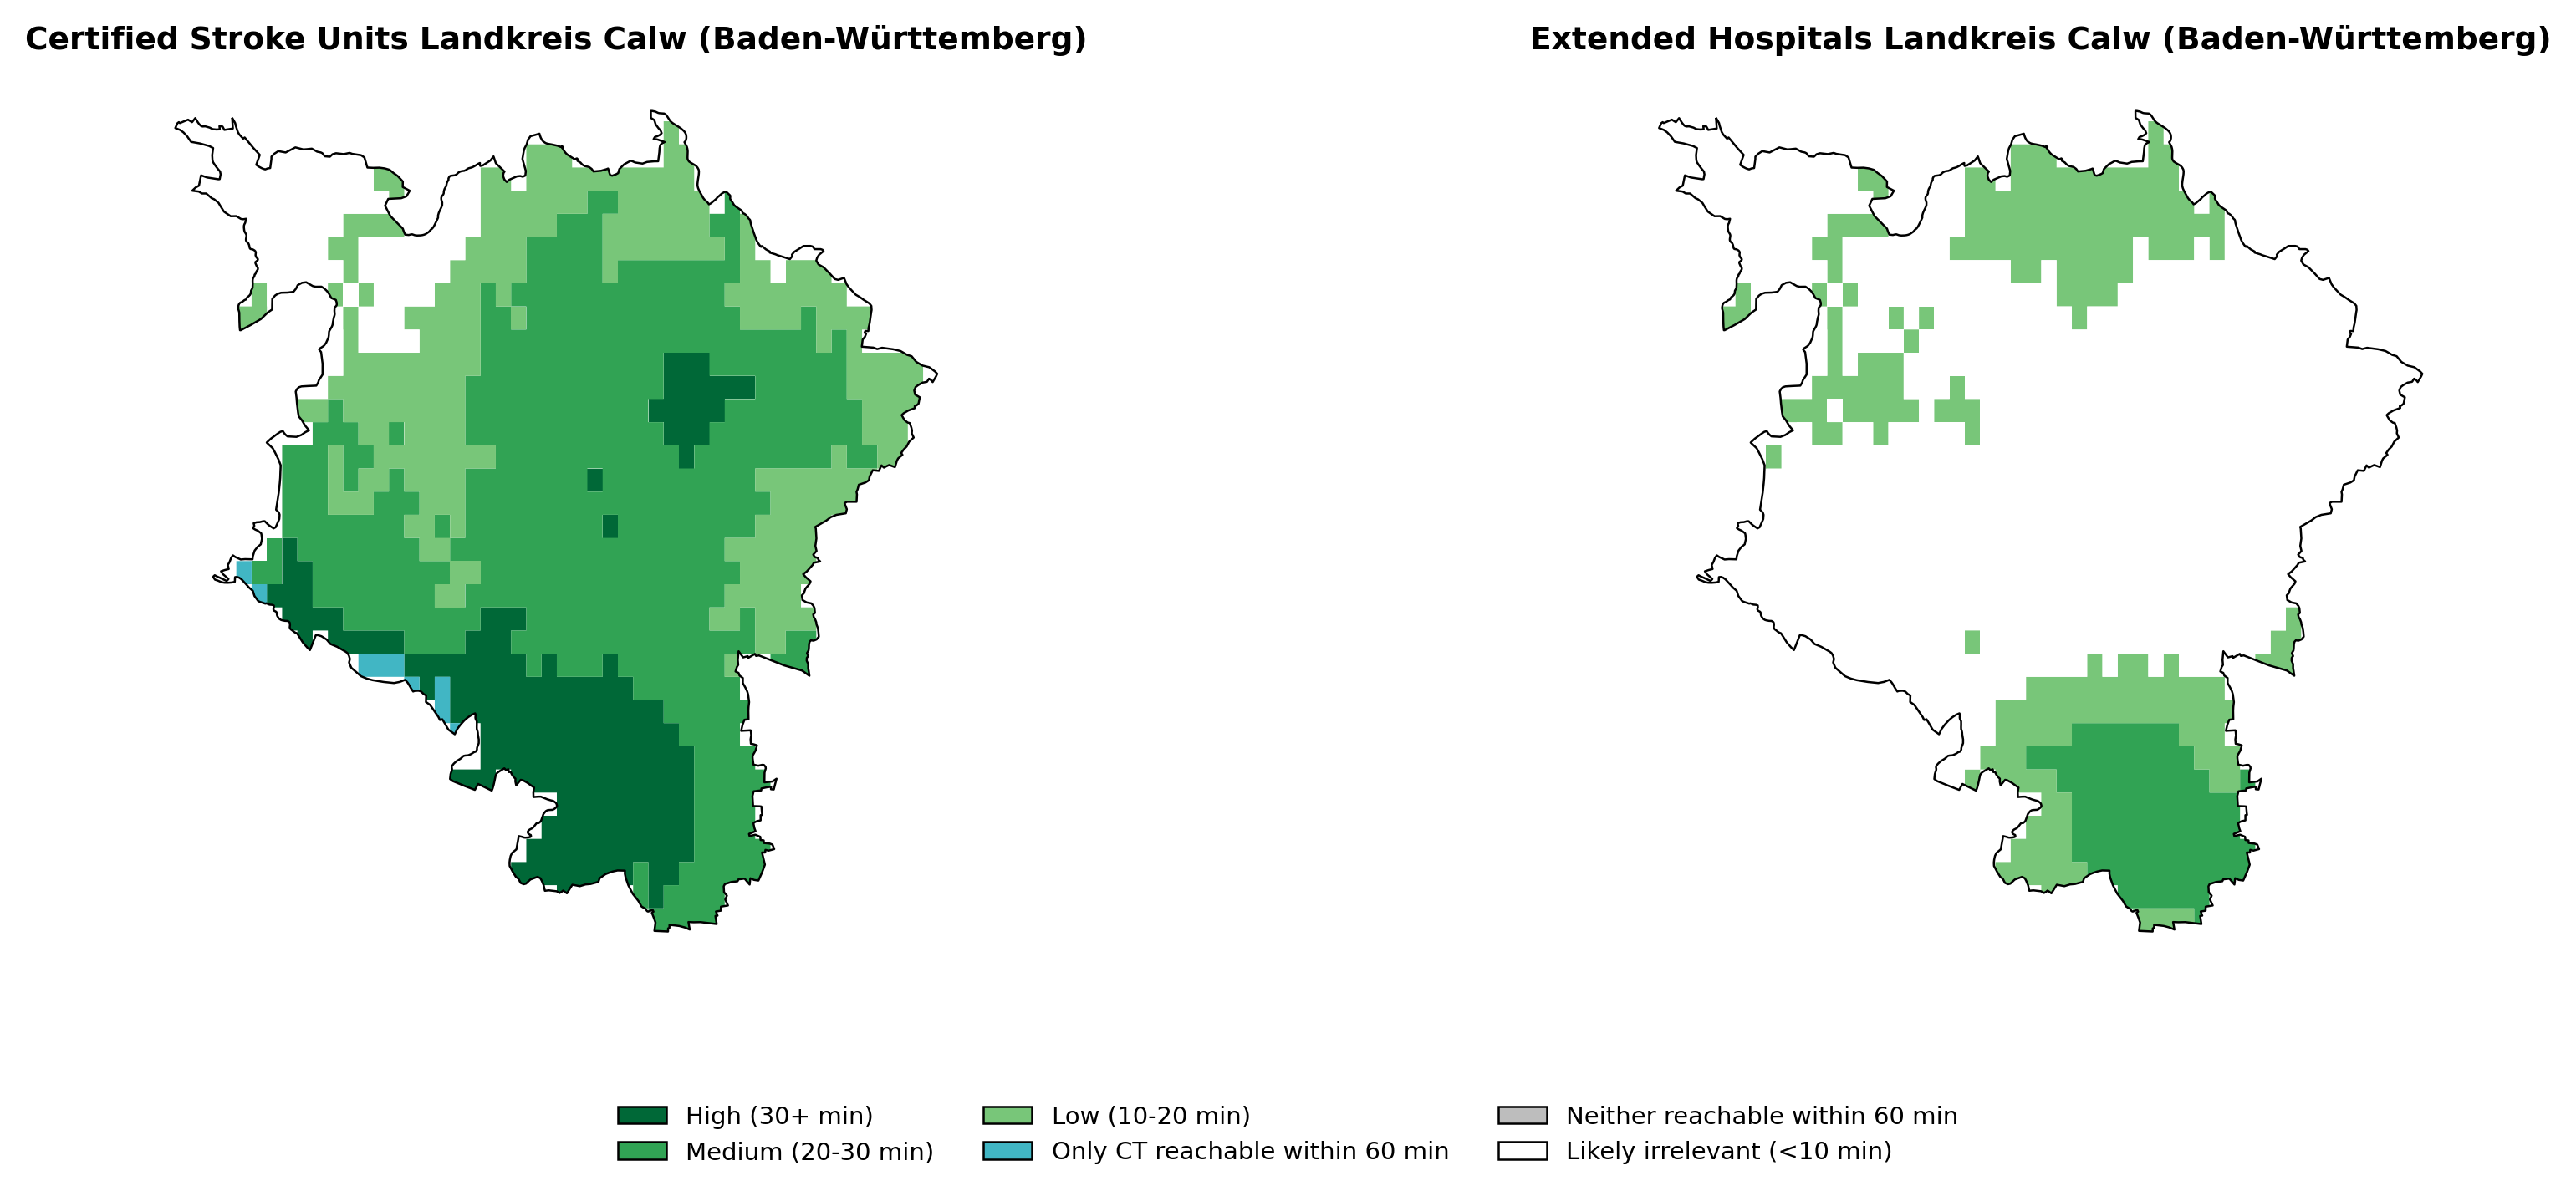 Certified Stroke Units Landkreis Calw (Baden-Württemberg)
Extended Hospitals Landkreis Calw (Baden-Württemberg)
High (30+ min)
Medium (20-30 min)
Low (10-20 min)
Only CT reachable within 60 min
Neither reachable within 60 min
Likely irrelevant (<10 min)